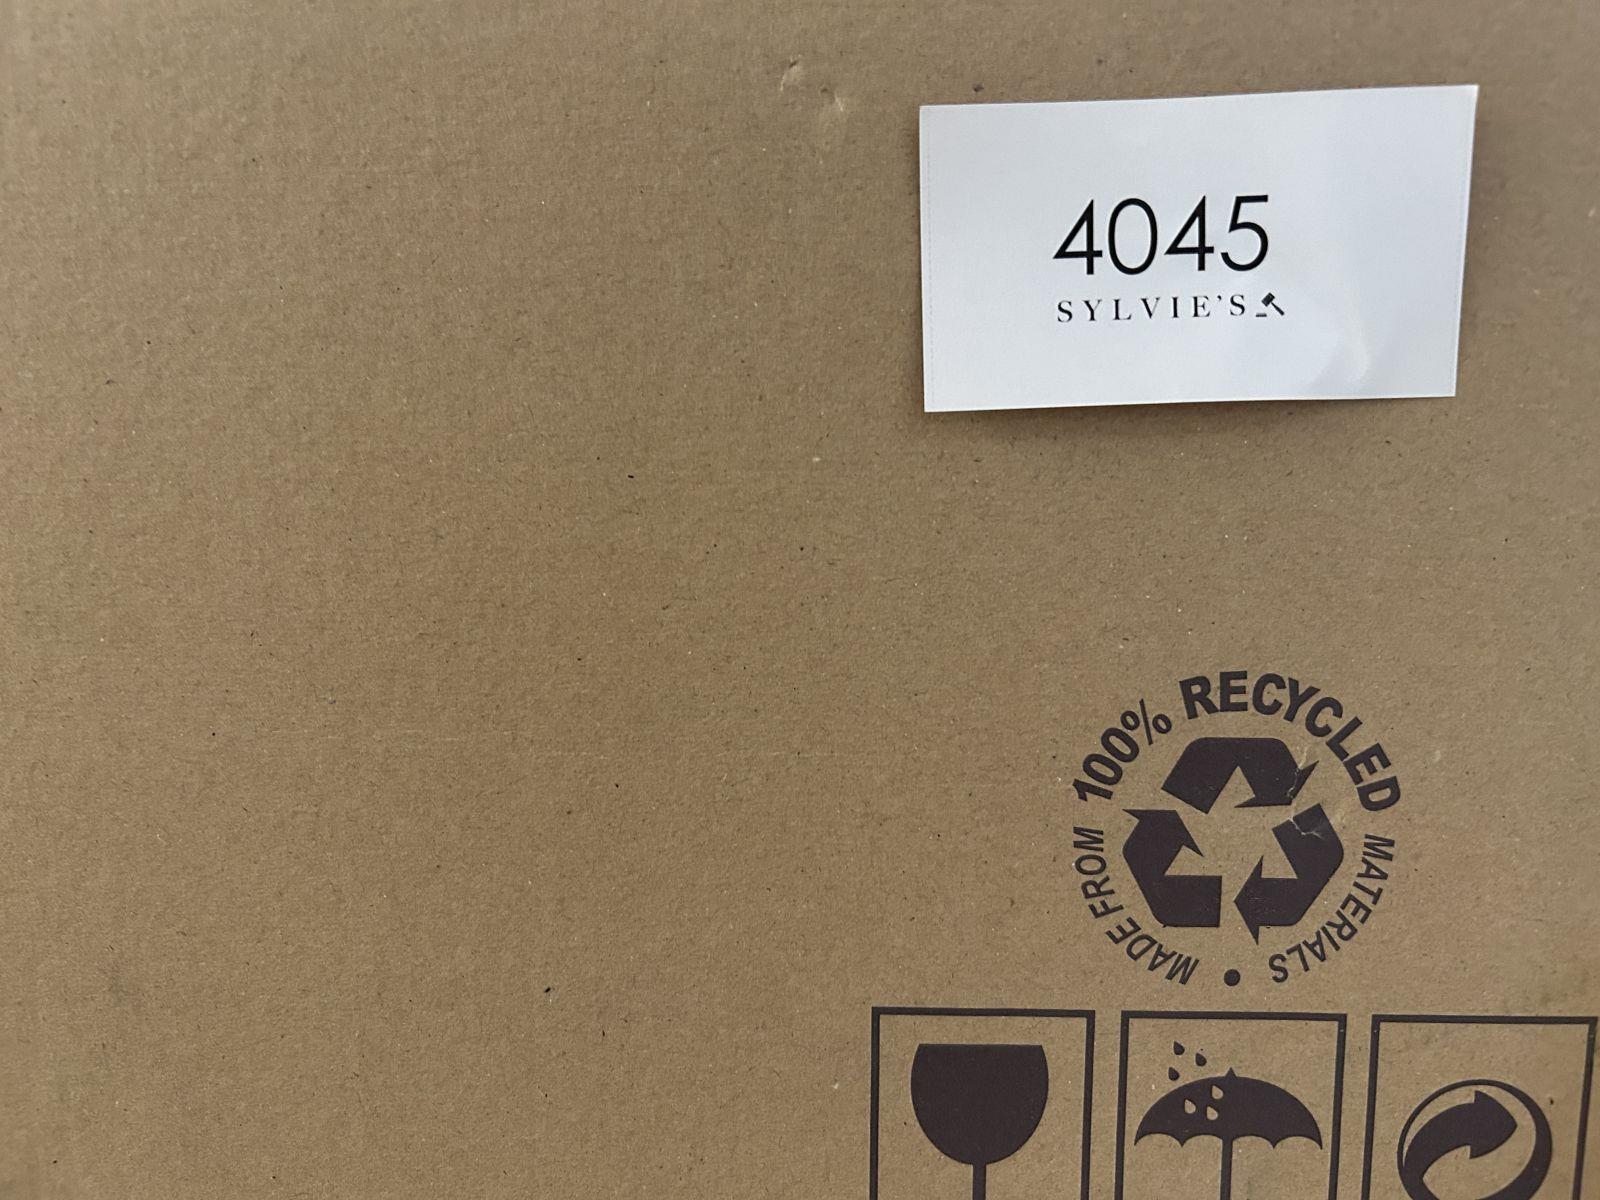 4045
SYLVIE'S
MADE FROM 100% RECYCLED MATERIALS •